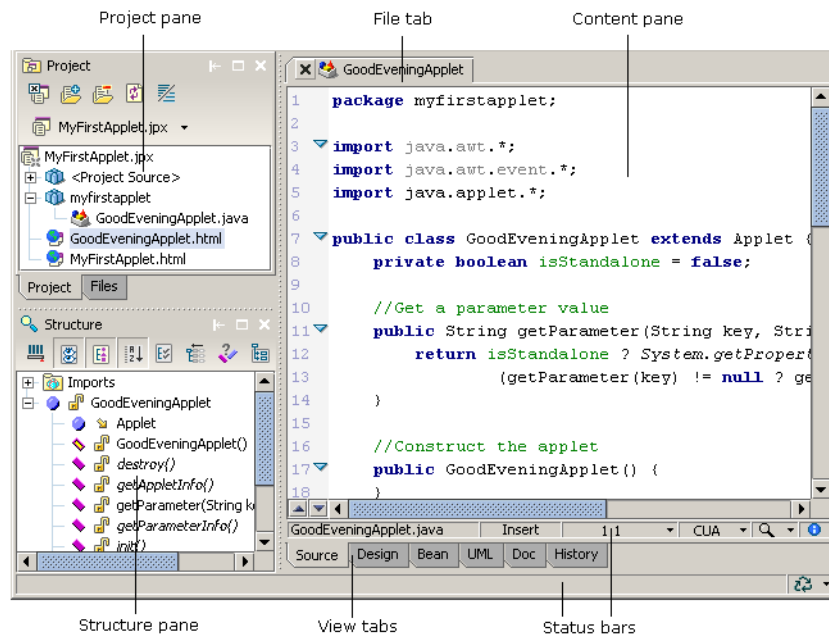 Project pane
File tab
Content pane
Project
MyFirstApplet.jpx
MyFirstApplet.jpx
<Project Source>
myfirstapplet
GoodEveningApplet.java
GoodEveningApplet.html
MyFirstApplet.html
Project Files
Structure
Imports
GoodEveningApplet
Applet
GoodEveningApplet()
destroy()
getAppletInfo()
getParameter(String k
getParameterInfo()
init()
GoodEveningApplet
1 package myfirstapplet;
2
3 import java.awt.*;
4 import java.awt.event.*;
5 import java.applet.*;
6
7 public class GoodEveningApplet extends Applet {
8 private boolean isStandalone = false;
9
10 //Get a parameter value
11 public String getParameter(String key, Stri
12 return isStandalone ? System.getPropert
13 (getParameter(key) != null ? ge
14 }
15
16 //Construct the applet
17 public GoodEveningApplet() {
18 }
GoodEveningApplet.java Insert 1:1 CUA
Source Design Bean UML Doc History
Structure pane
View tabs
Status bars